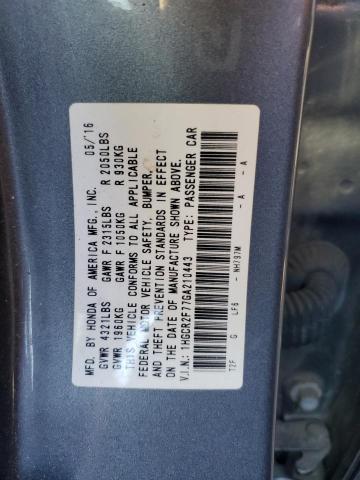 MFD. BY HONDA OF AMERICA MFG., INC. 05/'16
GVWR 4321LBS GAWR F 2315LBS R 2050LBS
GVWR 1960KG GAWR F 1050KG R 930KG
THIS VEHICLE CONFORMS TO ALL APPLICABLE
FEDERAL MOTOR VEHICLE SAFETY, BUMPER,
AND THEFT PREVENTION STANDARDS IN EFFECT
ON THE DATE OF MANUFACTURE SHOWN ABOVE.
V.I.N.: 1HGCR2F77GA210443 TYPE: PASSENGER CAR
T2F G LF6 - NH797M - A - A